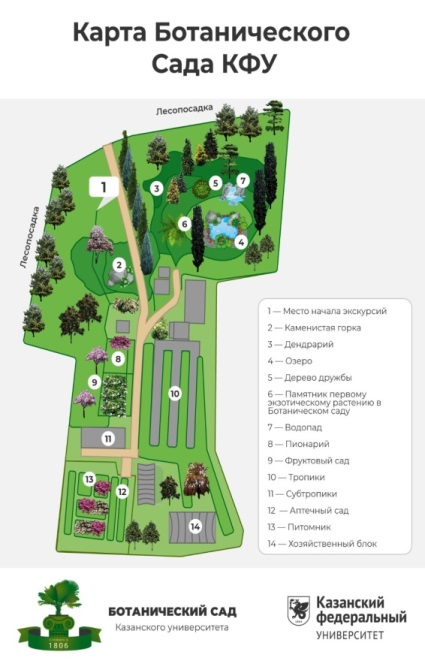 Карта Ботанического
Сада КФУ
Лесопосадка
Лесопосадка
1
3
5
7
6
4
2
8
9
10
11
13
12
14
1 — Место начала экскурсий
2 — Каменистая горка
3 — Дендрарий
4 — Озеро
5 — Дерево дружбы
6 — Памятник первому
экзотическому растению в
Ботаническом саду
7 — Водопад
8 — Пионарий
9 — Фруктовый сад
10 — Тропики
11 — Субтропики
12 — Аптечный сад
13 — Питомник
14 — Хозяйственный блок
1806
БОТАНИЧЕСКИЙ САД
Казанского университета
Казанский
федеральный
УНИВЕРСИТЕТ